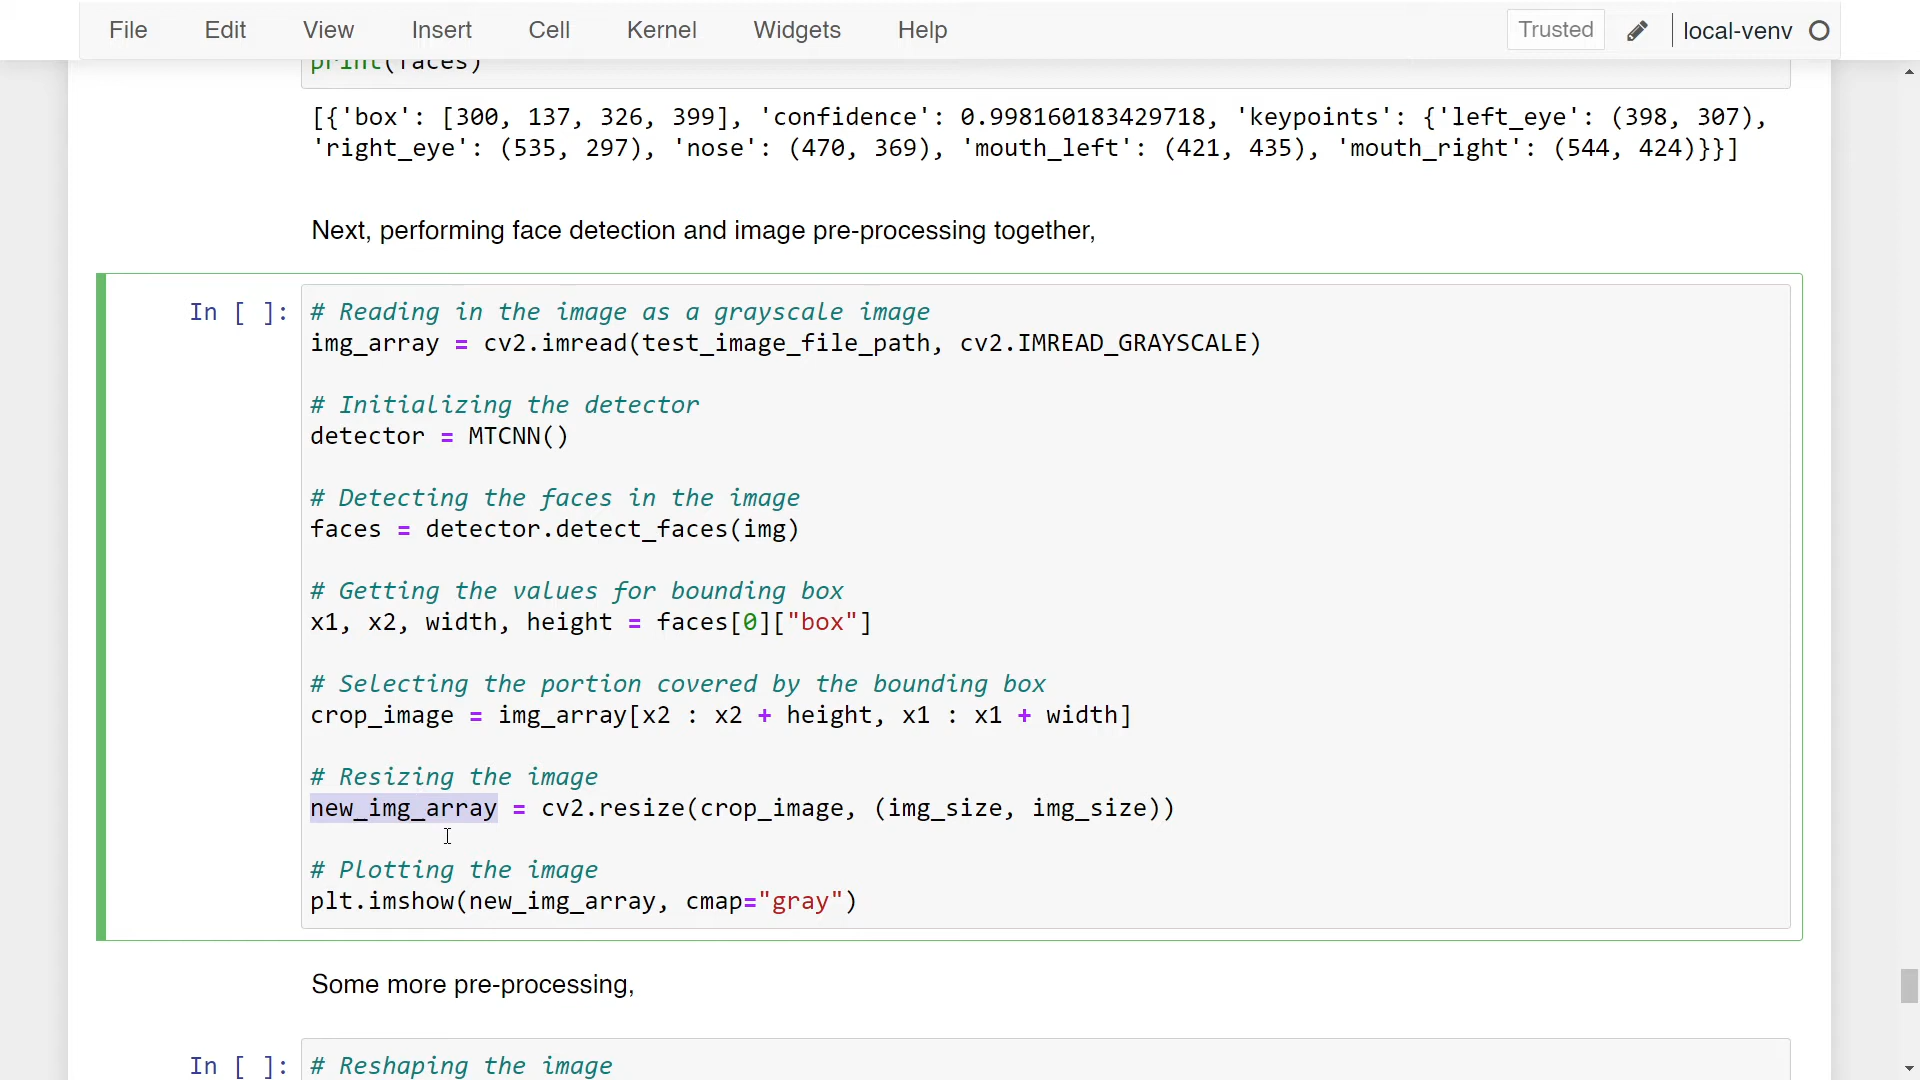 File Edit View Insert Cell Kernel Widgets Help Trusted local-venv
print(faces)
[{'box': [300, 137, 326, 399], 'confidence': 0.998160183429718, 'keypoints': {'left_eye': (398, 307),
'right_eye': (535, 297), 'nose': (470, 369), 'mouth_left': (421, 435), 'mouth_right': (544, 424)}}]
Next, performing face detection and image pre-processing together,
In [ ]: # Reading in the image as a grayscale image
img_array = cv2.imread(test_image_file_path, cv2.IMREAD_GRAYSCALE)
# Initializing the detector
detector = MTCNN()
# Detecting the faces in the image
faces = detector.detect_faces(img)
# Getting the values for bounding box
x1, x2, width, height = faces[0]["box"]
# Selecting the portion covered by the bounding box
crop_image = img_array[x2 : x2 + height, x1 : x1 + width]
# Resizing the image
new_img_array = cv2.resize(crop_image, (img_size, img_size))
# Plotting the image
plt.imshow(new_img_array, cmap="gray")
Some more pre-processing,
In [ ]: # Reshaping the image